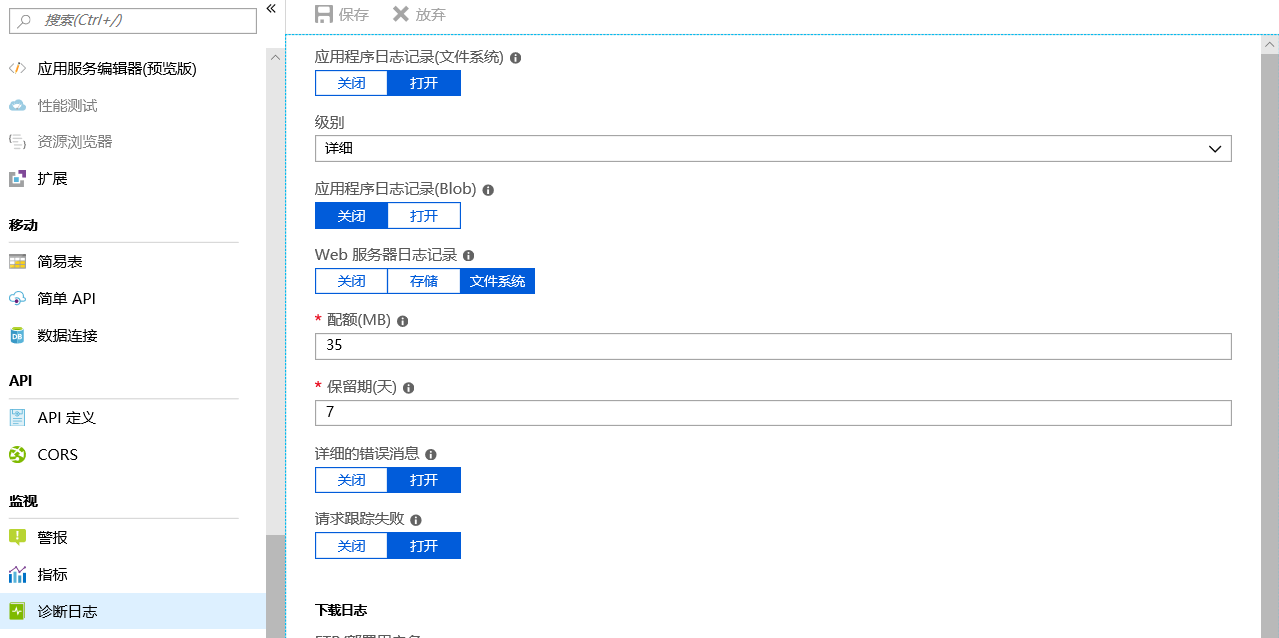 搜索(Ctrl+/)
应用服务编辑器(预览版)
性能测试
资源浏览器
扩展
移动
简易表
简单 API
数据连接
API
API 定义
CORS
监视
警报
指标
诊断日志
保存 放弃
应用程序日志记录(文件系统)
关闭 打开
级别
详细
应用程序日志记录(Blob)
关闭 打开
Web 服务器日志记录
关闭 存储 文件系统
* 配额(MB)
35
* 保留期(天)
7
详细的错误消息
关闭 打开
请求跟踪失败
关闭 打开
下载日志